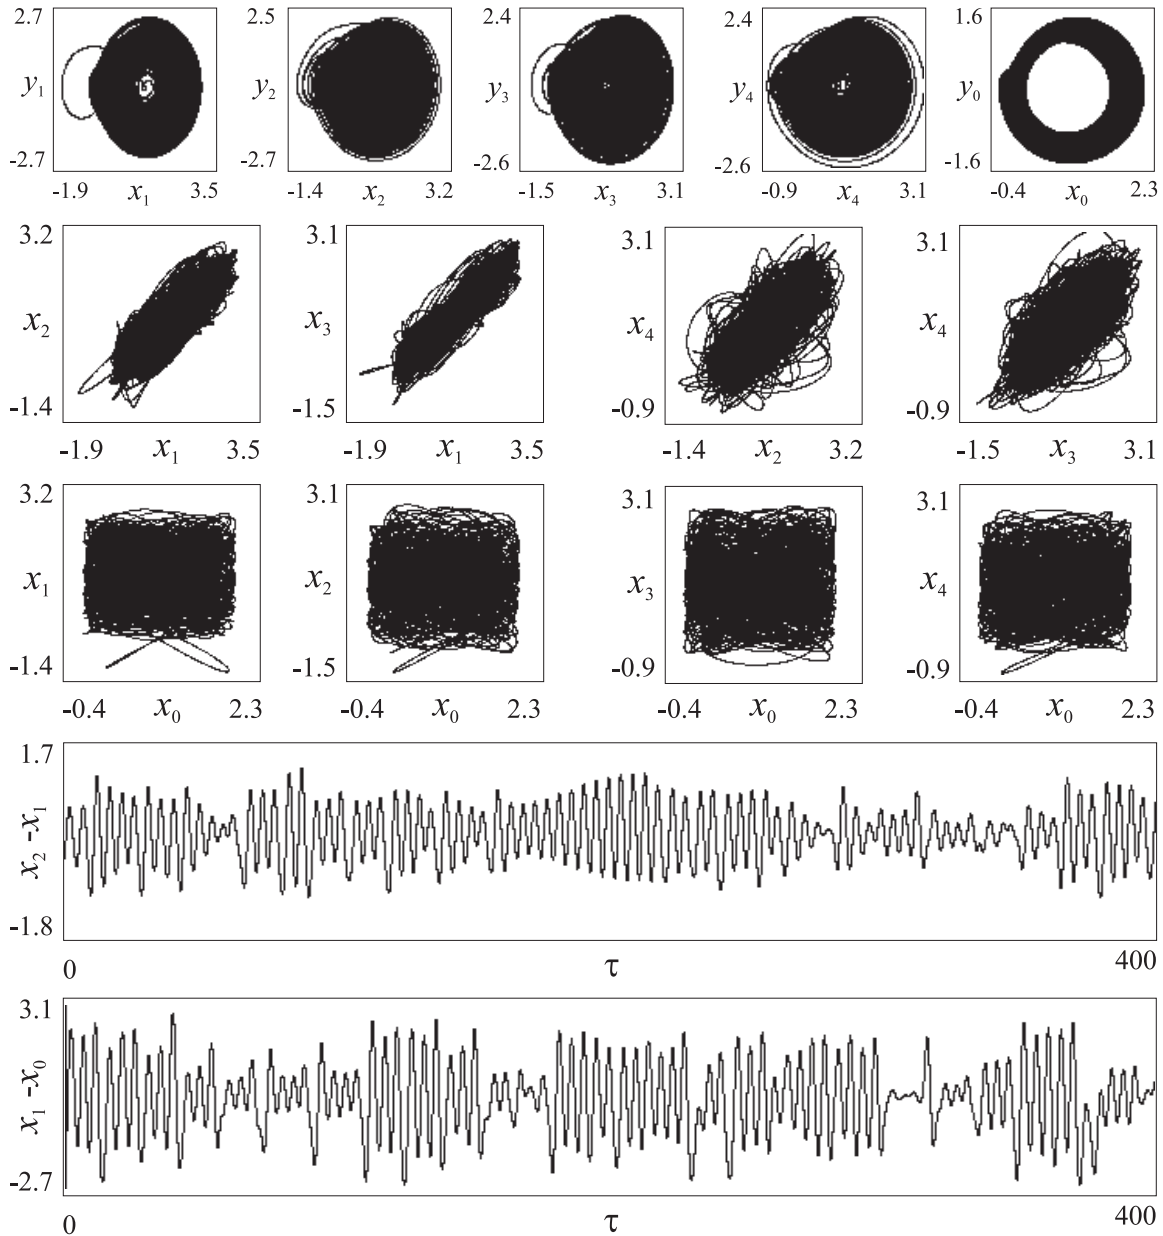 2.7 2.5 2.4 2.4 1.6
y₁ y₂ y₃ y₄ y₀
-2.7 -2.7 -2.6 -2.6 -1.6
-1.9 x₁ 3.5 -1.4 x₂ 3.2 -1.5 x₃ 3.1 -0.9 x₄ 3.1 -0.4 x₀ 2.3
3.2 3.1 3.1 3.1
x₂ x₃ x₄ x₄
-1.4 -1.5 -0.9 -0.9
-1.9 x₁ 3.5 -1.9 x₁ 3.5 -1.4 x₂ 3.2 -1.5 x₃ 3.1
3.2 3.1 3.1 3.1
x₁ x₂ x₃ x₄
-1.4 -1.5 -0.9 -0.9
-0.4 x₀ 2.3 -0.4 x₀ 2.3 -0.4 x₀ 2.3 -0.4 x₀ 2.3
1.7
x₂ -x₁
-1.8
0 τ 400
3.1
x₁ -x₀
-2.7
0 τ 400